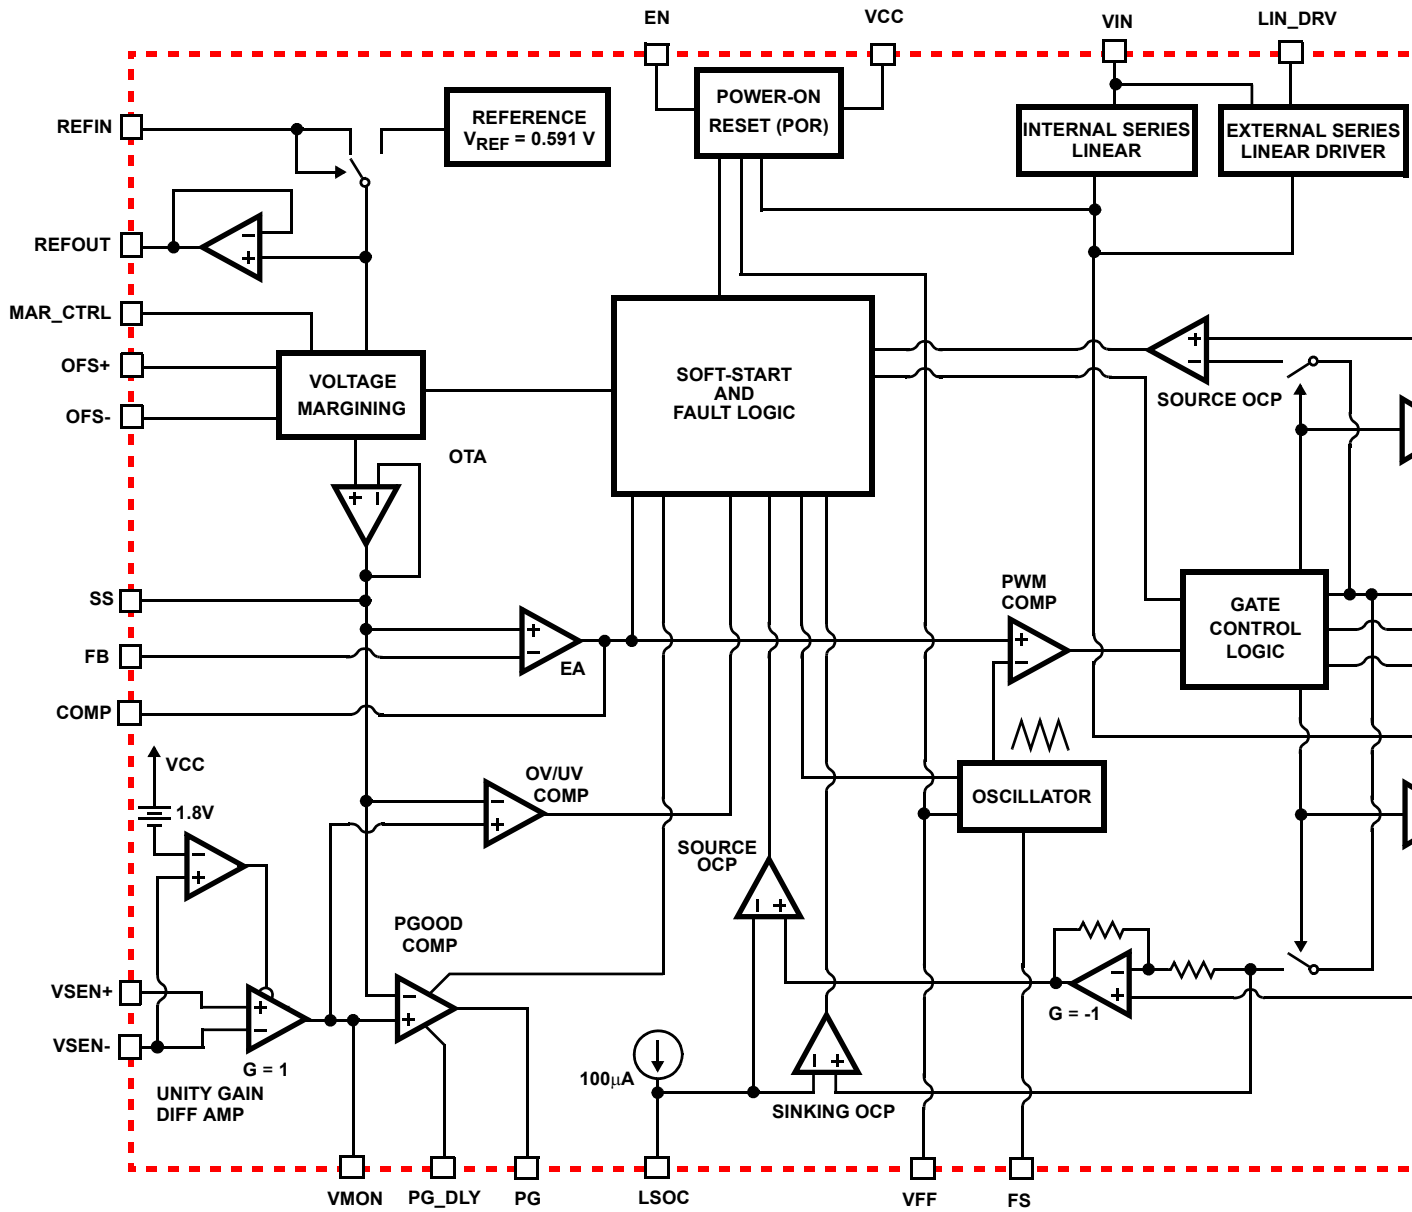 EN
VCC
VIN
LIN_DRV
REFIN
REFERENCE
VREF = 0.591 V
POWER-ON
RESET (POR)
INTERNAL SERIES
LINEAR
EXTERNAL SERIES
LINEAR DRIVER
REFOUT
−
+
MAR_CTRL
OFS+
OFS-
VOLTAGE
MARGINING
SOFT-START
AND
FAULT LOGIC
+
−
SOURCE OCP
OTA
+ −
SS
FB
COMP
+
−
EA
PWM
COMP
+
−
GATE
CONTROL
LOGIC
VCC
1.8V
OV/UV
COMP
−
+
OSCILLATOR
−
+
SOURCE
OCP
− +
PGOOD
COMP
−
+
VSEN+
VSEN-
+
−
G = 1
UNITY GAIN
DIFF AMP
−
+
G = -1
100µA
− +
SINKING OCP
VMON
PG_DLY
PG
LSOC
VFF
FS